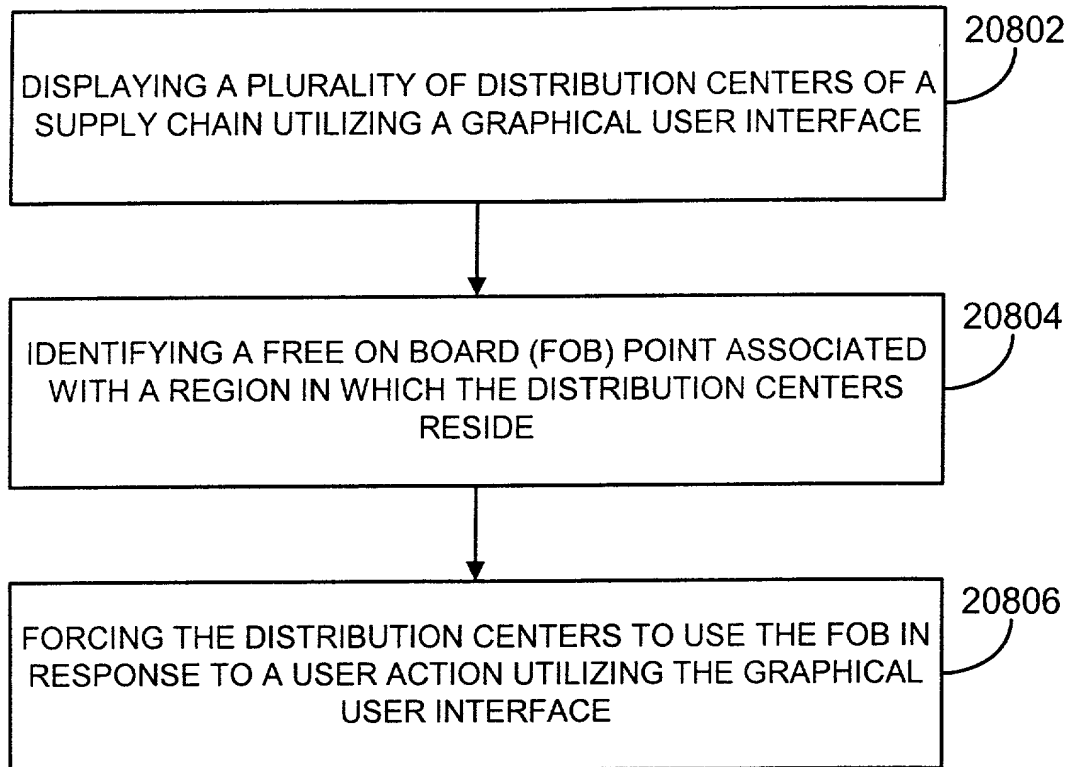 20802
DISPLAYING A PLURALITY OF DISTRIBUTION CENTERS OF A
SUPPLY CHAIN UTILIZING A GRAPHICAL USER INTERFACE
20804
IDENTIFYING A FREE ON BOARD (FOB) POINT ASSOCIATED
WITH A REGION IN WHICH THE DISTRIBUTION CENTERS
RESIDE
20806
FORCING THE DISTRIBUTION CENTERS TO USE THE FOB IN
RESPONSE TO A USER ACTION UTILIZING THE GRAPHICAL
USER INTERFACE